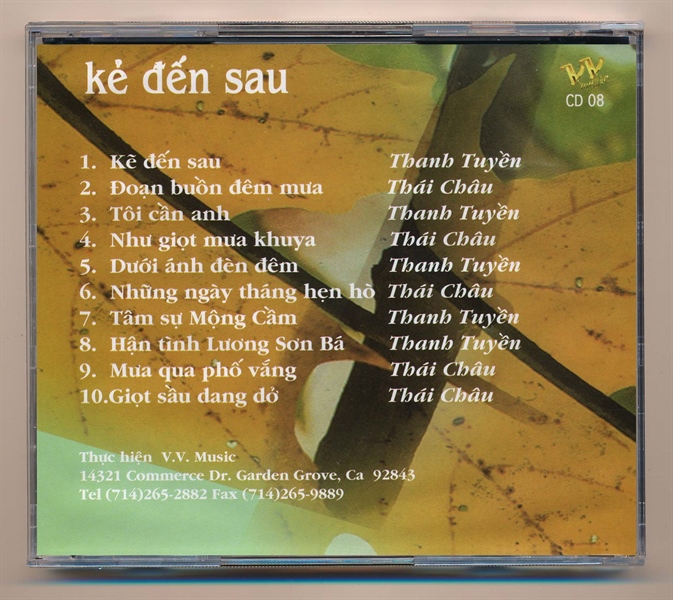 kẻ đến sau
VV
CD 08
1. Kẽ đến sau Thanh Tuyền
2. Đoạn buồn đêm mưa Thái Châu
3. Tôi cần anh Thanh Tuyền
4. Như giọt mưa khuya Thái Châu
5. Dưới ánh đèn đêm Thanh Tuyền
6. Những ngày tháng hẹn hò Thái Châu
7. Tâm sự Mộng Cầm Thanh Tuyền
8. Hận tình Lương Sơn Bá Thanh Tuyền
9. Mưa qua phố vắng Thái Châu
10.Giọt sầu dang dở Thái Châu
Thực hiện V.V. Music
14321 Commerce Dr. Garden Grove, Ca 92843
Tel (714)265-2882 Fax (714)265-9889